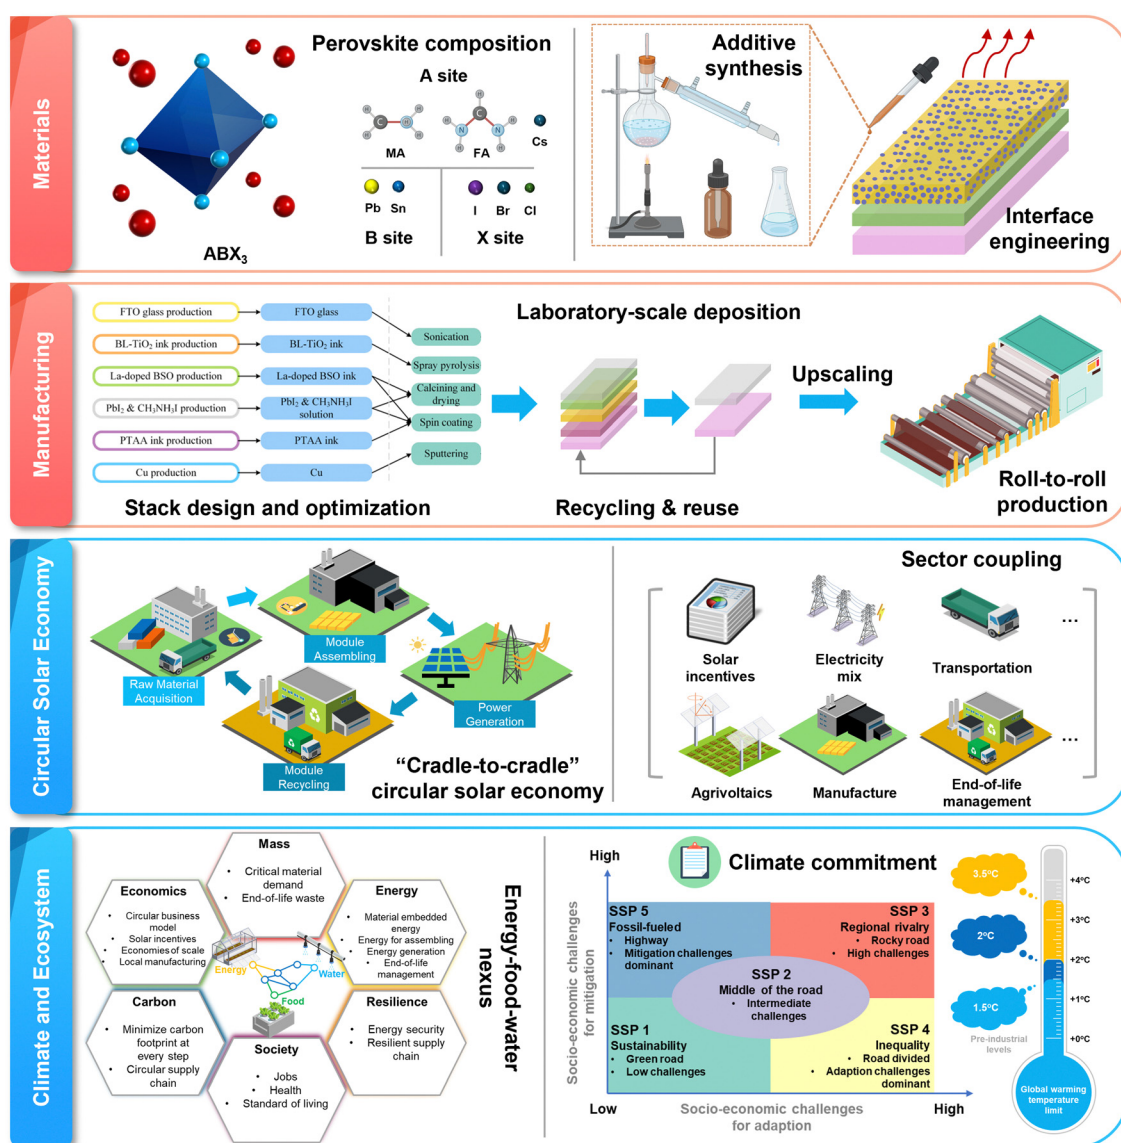 Materials
Perovskite composition
A site
MA
FA
Cs
Pb
Sn
B site
I
Br
Cl
X site
ABX₃
Additive
synthesis
Interface
engineering
Manufacturing
FTO glass production
FTO glass
BL-TiO₂ ink production
BL-TiO₂ ink
La-doped BSO production
La-doped BSO ink
PbI₂ & CH₃NH₃I production
PbI₂ & CH₃NH₃I
solution
PTAA ink production
PTAA ink
Cu production
Cu
Sonication
Spray pyrolysis
Calcining and
drying
Spin coating
Sputtering
Stack design and optimization
Laboratory-scale deposition
Recycling & reuse
Upscaling
Roll-to-roll
production
Circular Solar Economy
Raw Material
Acquisition
Module
Assembling
Power
Generation
Module
Recycling
“Cradle-to-cradle”
circular solar economy
Sector coupling
Solar
incentives
Electricity
mix
Transportation
...
Agrivoltaics
Manufacture
End-of-life
management
...
Climate and Ecosystem
Mass
• Critical material
demand
• End-of-life waste
Economics
• Circular business
model
• Solar incentives
• Economies of scale
• Local manufacturing
Energy
• Material embedded
energy
• Energy for assembling
• Energy generation
• End-of-life
management
Energy
Water
Food
Carbon
• Minimize carbon
footprint at
every step
• Circular supply
chain
Resilience
• Energy security
• Resilient supply
chain
Society
• Jobs
• Health
• Standard of living
Energy-food-water
nexus
Climate commitment
High
Socio-economic challenges
for mitigation
SSP 5
Fossil-fueled
• Highway
• Mitigation challenges
dominant
SSP 3
Regional rivalry
• Rocky road
• High challenges
SSP 2
Middle of the road
• Intermediate
challenges
SSP 1
Sustainability
• Green road
• Low challenges
SSP 4
Inequality
• Road divided
• Adaption challenges
dominant
Low
Socio-economic challenges
for adaption
High
3.5°C
2°C
1.5°C
Pre-industrial
levels
+4°C
+3°C
+2°C
+1°C
+0°C
Global warming
temperature
limit